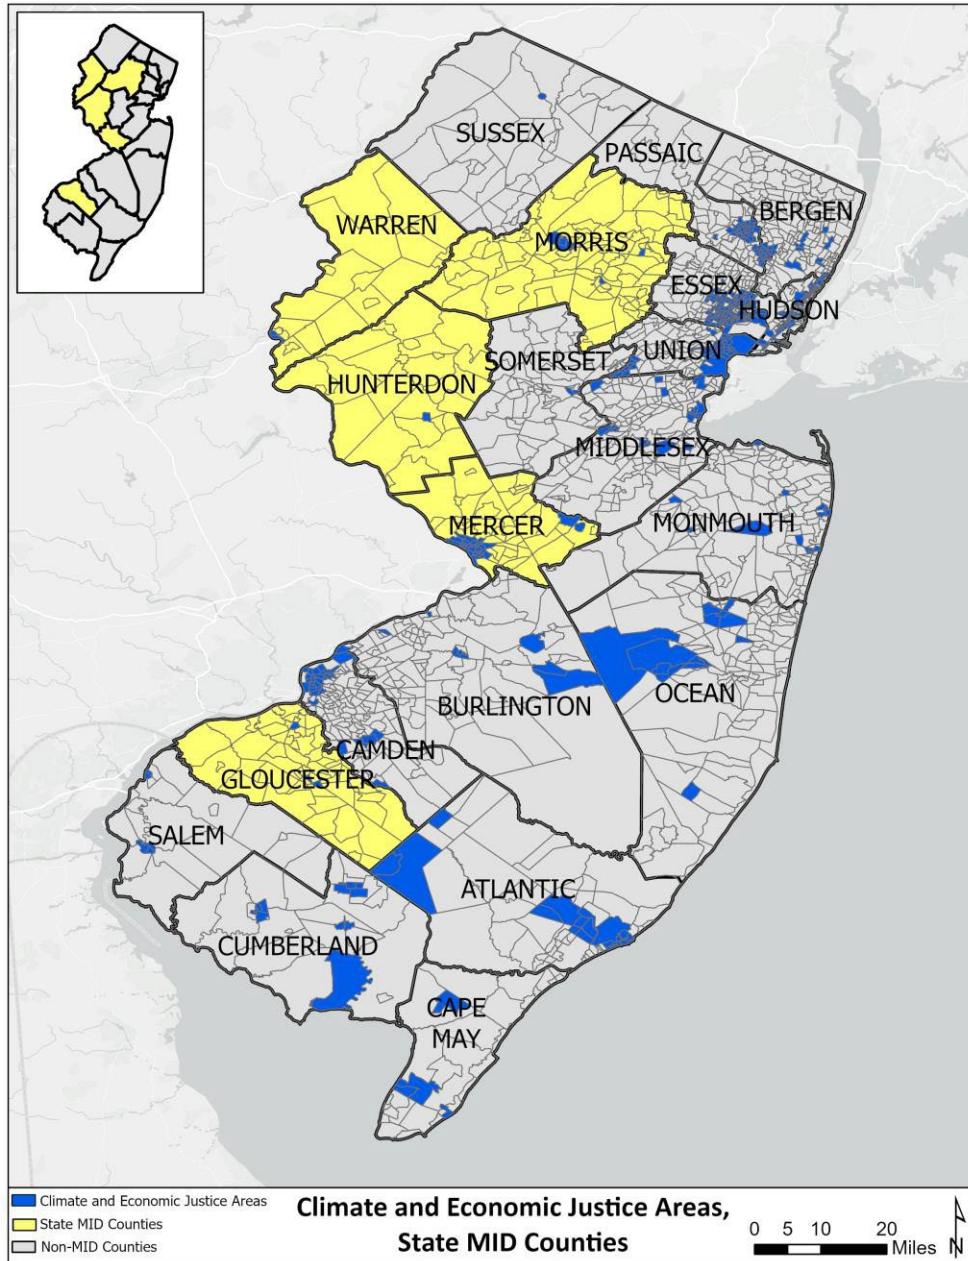 SUSSEX
PASSAIC
BERGEN
WARREN
MORRIS
ESSEX
HUDSON
UNION
SOMERSET
HUNTERDON
MIDDLESEX
MERCER
MONMOUTH
OCEAN
BURLINGTON
CAMDEN
GLOUCESTER
SALEM
ATLANTIC
CUMBERLAND
CAPE
MAY
Climate and Economic Justice Areas
State MID Counties
Non-MID Counties
Climate and Economic Justice Areas,
State MID Counties
0 5 10 20
Miles
N